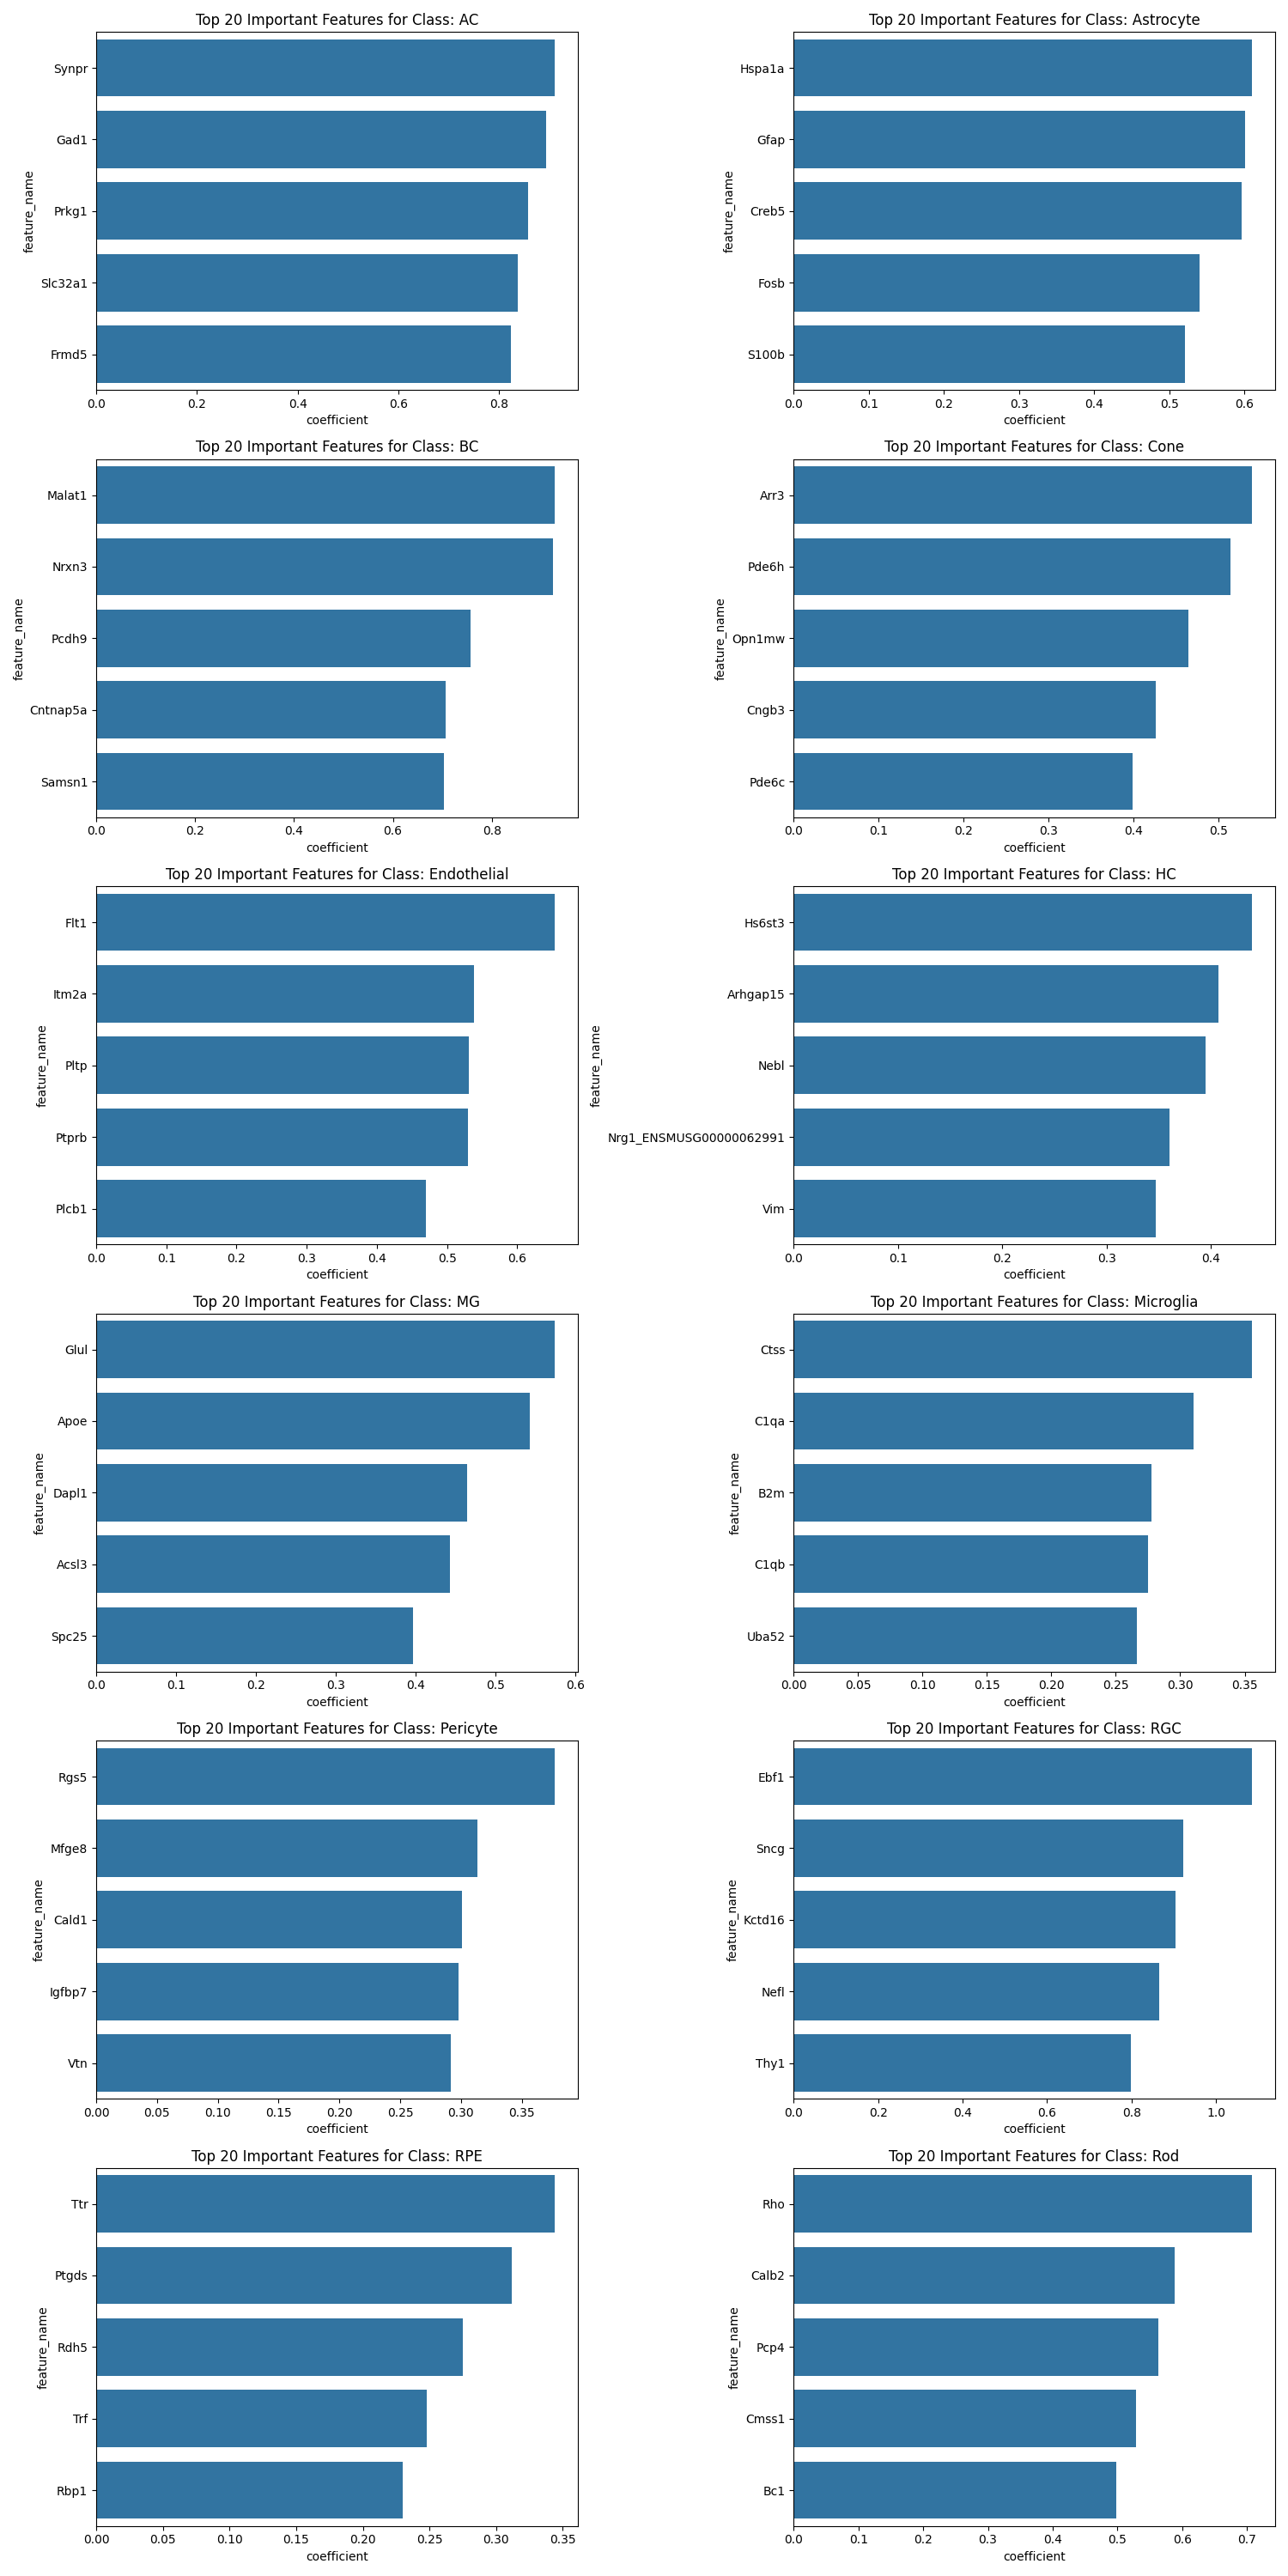 Top 20 Important Features for Class: AC
feature_name
Synpr
Gad1
Prkg1
Slc32a1
Frmd5
0.0 0.2 0.4 0.6 0.8
coefficient
Top 20 Important Features for Class: Astrocyte
feature_name
Hspa1a
Gfap
Creb5
Fosb
S100b
0.0 0.1 0.2 0.3 0.4 0.5 0.6
coefficient
Top 20 Important Features for Class: BC
feature_name
Malat1
Nrxn3
Pcdh9
Cntnap5a
Samsn1
0.0 0.2 0.4 0.6 0.8
coefficient
Top 20 Important Features for Class: Cone
feature_name
Arr3
Pde6h
Opn1mw
Cngb3
Pde6c
0.0 0.1 0.2 0.3 0.4 0.5
coefficient
Top 20 Important Features for Class: Endothelial
feature_name
Flt1
Itm2a
Pltp
Ptprb
Plcb1
0.0 0.1 0.2 0.3 0.4 0.5 0.6
coefficient
Top 20 Important Features for Class: HC
feature_name
Hs6st3
Arhgap15
Nebl
Nrg1_ENSMUSG00000062991
Vim
0.0 0.1 0.2 0.3 0.4
coefficient
Top 20 Important Features for Class: MG
feature_name
Glul
Apoe
Dapl1
Acsl3
Spc25
0.0 0.1 0.2 0.3 0.4 0.5 0.6
coefficient
Top 20 Important Features for Class: Microglia
feature_name
Ctss
C1qa
B2m
C1qb
Uba52
0.00 0.05 0.10 0.15 0.20 0.25 0.30 0.35
coefficient
Top 20 Important Features for Class: Pericyte
feature_name
Rgs5
Mfge8
Cald1
Igfbp7
Vtn
0.00 0.05 0.10 0.15 0.20 0.25 0.30 0.35
coefficient
Top 20 Important Features for Class: RGC
feature_name
Ebf1
Sncg
Kctd16
Nefl
Thy1
0.0 0.2 0.4 0.6 0.8 1.0
coefficient
Top 20 Important Features for Class: RPE
feature_name
Ttr
Ptgds
Rdh5
Trf
Rbp1
0.00 0.05 0.10 0.15 0.20 0.25 0.30 0.35
coefficient
Top 20 Important Features for Class: Rod
feature_name
Rho
Calb2
Pcp4
Cmss1
Bc1
0.0 0.1 0.2 0.3 0.4 0.5 0.6 0.7
coefficient